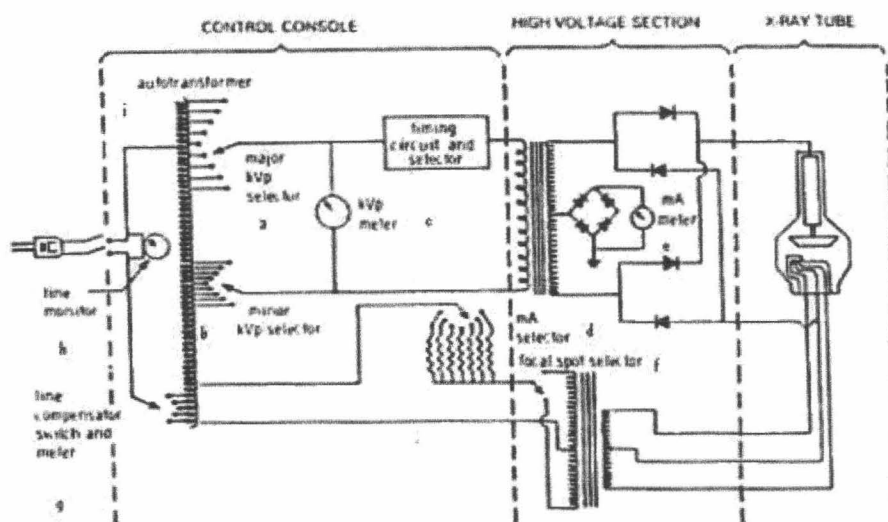 CONTROL CONSOLE
HIGH VOLTAGE SECTION
X-RAY TUBE
autotransformer
i
timing
circuit and
selector
major
kVp
selector
a
kVp
meter
c
mA
meter
e
line
monitor
h
minor
kVp selector
b
mA
selector d
focal spot selector f
line
compensator
switch and
meter
g